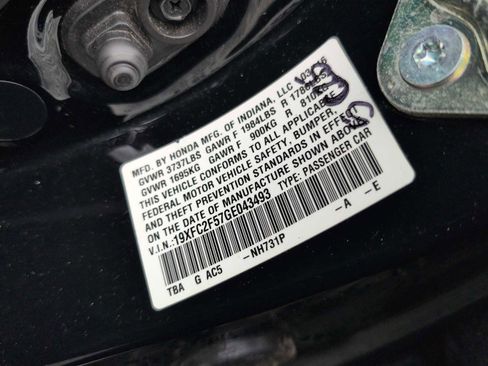 MFD. BY HONDA MFG. OF INDIANA, LLC
GVWR 3737LBS GAWR F 1984LBS R
GVWR 1695KG GAWR F 900KG R
THIS VEHICLE CONFORMS TO ALL APPLICABLE
FEDERAL MOTOR VEHICLE SAFETY, BUMPER,
AND THEFT PREVENTION STANDARDS IN EFFECT
ON THE DATE OF MANUFACTURE SHOWN ABOVE.
V.I.N.:19XFC2F57GE043493 TYPE: PASSENGER CAR
TBA G AC5 -NH731P -A -E